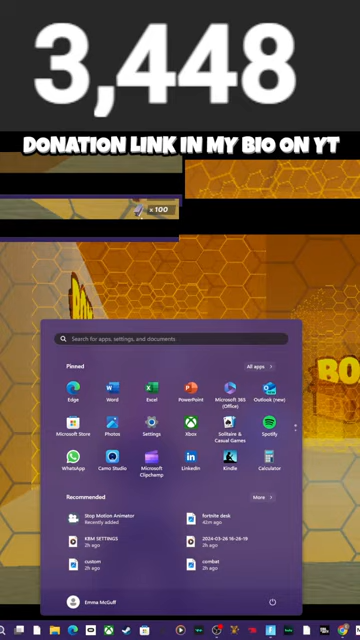 3,448
DONATION LINK IN MY BIO ON YT
x 100
Search for apps, settings, and documents
Pinned
All apps
Edge
Word
Excel
PowerPoint
Microsoft 365 (Office)
Outlook (new)
Microsoft Store
Photos
Settings
Xbox
Solitaire & Casual Games
Spotify
WhatsApp
Camo Studio
Microsoft Clipchamp
LinkedIn
Kindle
Calculator
BO
Recommended
More
Stop Motion Animator
Recently added
fortnite desk
42m ago
KBM SETTINGS
2h ago
2024-03-26 16-26-19
2h ago
custom
2h ago
combat
2h ago
Emma McGuff